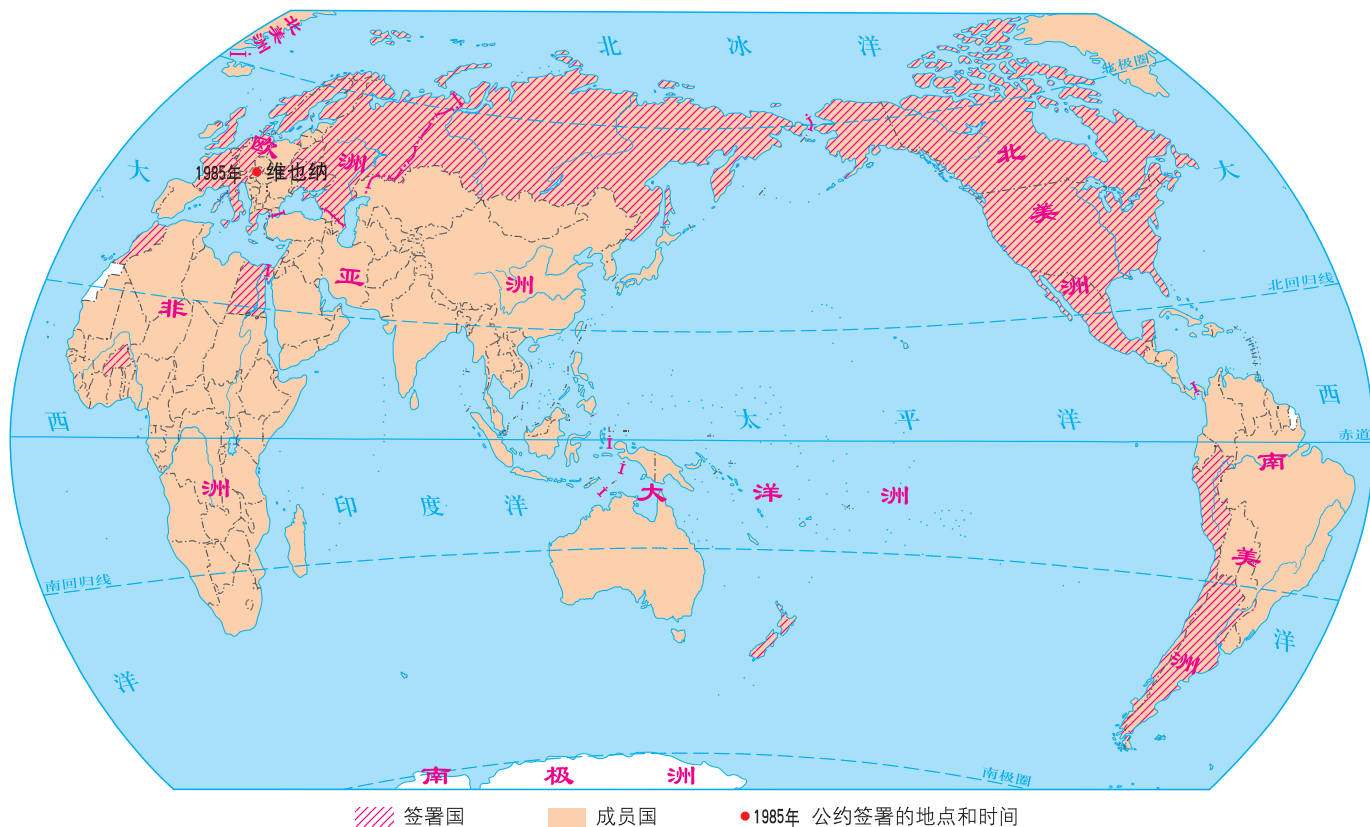 北美洲
北冰洋
北极圈
大
欧洲
1985年 维也纳
北美洲
大
亚洲
非洲
北回归线
西
太平洋
西
赤道
南美洲
印度洋
大洋洲
南回归线
洋
洋
南极洲
南极圈
签署国
成员国
1985年 公约签署的地点和时间